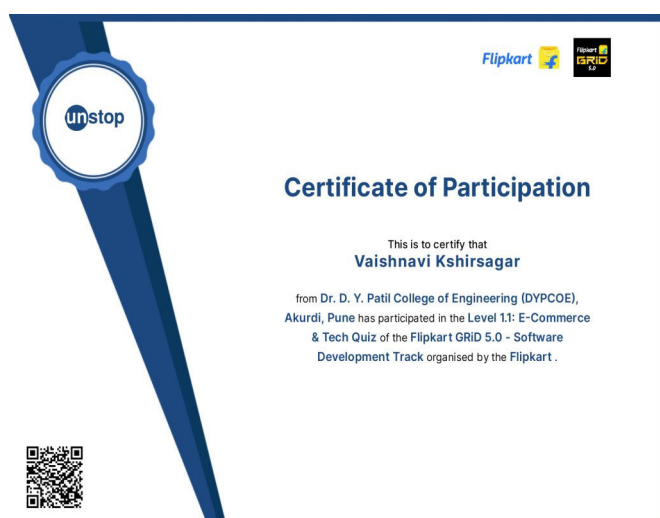 Flipkart
Flipkart
GRiD
5.0
unstop
Certificate of Participation
This is to certify that
Vaishnavi Kshirsagar
from Dr. D. Y. Patil College of Engineering (DYPCOE),
Akurdi, Pune has participated in the Level 1.1: E-Commerce
& Tech Quiz of the Flipkart GRiD 5.0 - Software
Development Track organised by the Flipkart .